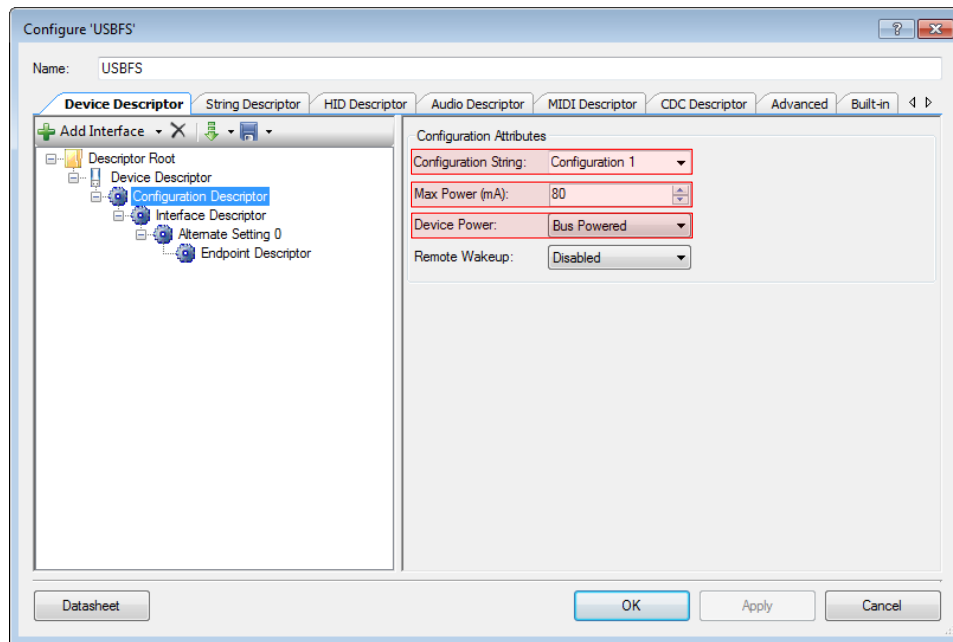 Configure 'USBFS'
Name: USBFS
Device Descriptor String Descriptor HID Descriptor Audio Descriptor MIDI Descriptor CDC Descriptor Advanced Built-in
Add Interface
Descriptor Root
Device Descriptor
Configuration Descriptor
Interface Descriptor
Alternate Setting 0
Endpoint Descriptor
Configuration Attributes
Configuration String: Configuration 1
Max Power (mA): 80
Device Power: Bus Powered
Remote Wakeup: Disabled
Datasheet OK Apply Cancel